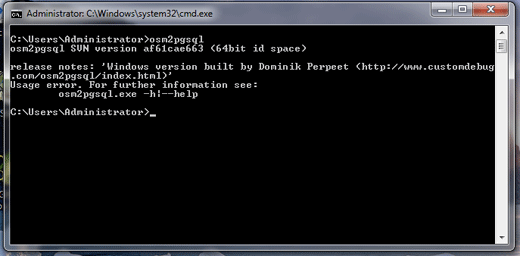 Administrator: C:\Windows\system32\cmd.exe
C:\Users\Administrator>osm2pgsql
osm2pgsql SVN version af61cae663 (64bit id space)
release notes: 'Windows version built by Dominik Perpeet (http://www.customdebug
.com/osm2pgsql/index.html)'
Usage error. For further information see:
osm2pgsql.exe -h|--help
C:\Users\Administrator>_